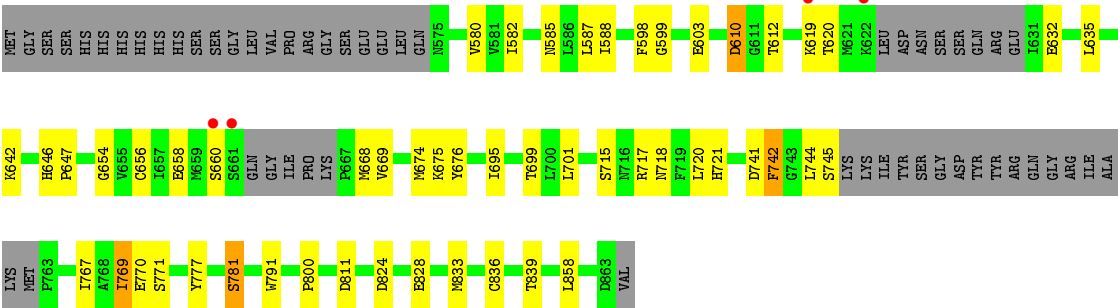 MET GLY SER SER HIS HIS HIS HIS HIS HIS SER SER GLY LEU VAL PRO ARG GLY SER GLU GLU LEU GLN N575 V580 V581 I582 N585 L586 L587 I588 F598 G599 E603 D610 G611 T612 K619 T620 M621 K622 LEU ASP ASN SER SER GLN ARG GLU I631 E632 L635
K642 H646 P647 G654 V655 C656 I657 E658 M659 S660 S661 GLN GLY ILE PRO LYS P667 M668 V669 M674 K675 Y676 I695 T699 L700 L701 S715 N716 R717 N718 F719 L720 H721 D741 F742 G743 L744 S745 LYS LYS ILE TYR SER GLY ASP TYR TYR ARG GLN GLY ARG ILE ALA
LYS MET P763 I767 A768 I769 E770 S771 Y777 S781 W791 P800 D811 D824 E828 M833 C836 T839 L858 D863 VAL